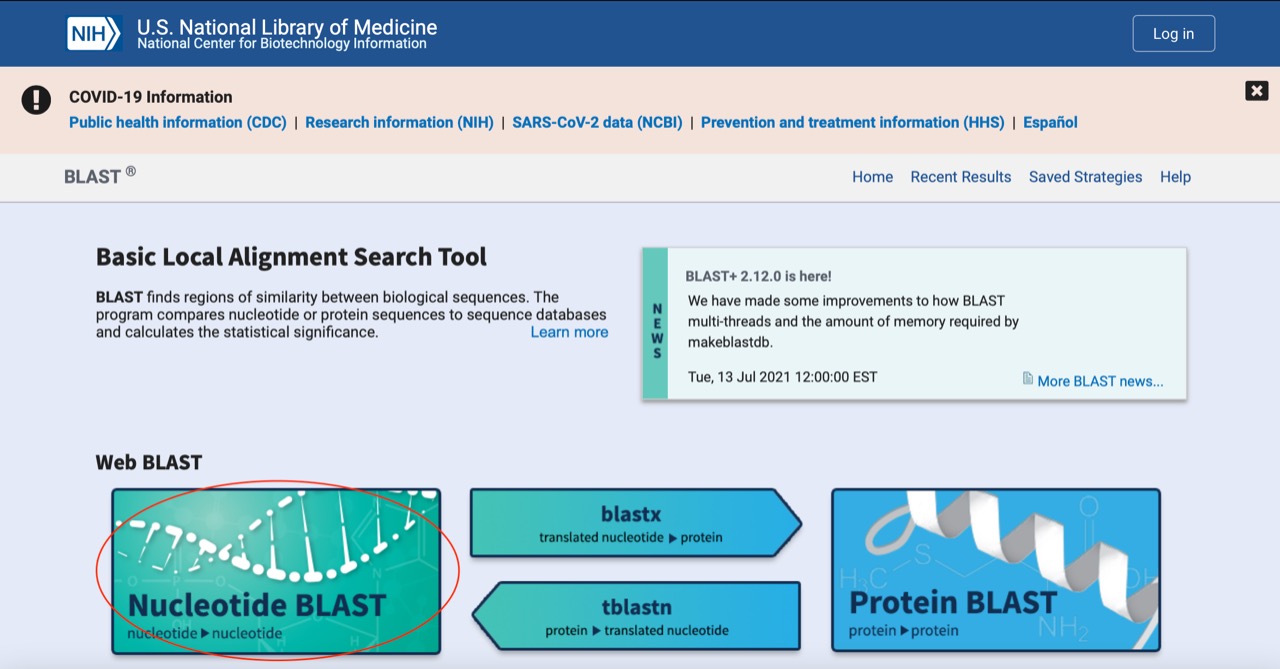 NIH
U.S. National Library of Medicine
National Center for Biotechnology Information
Log in
COVID-19 Information
Public health information (CDC) | Research information (NIH) | SARS-CoV-2 data (NCBI) | Prevention and treatment information (HHS) | Español
BLAST ®
Home Recent Results Saved Strategies Help
Basic Local Alignment Search Tool
BLAST finds regions of similarity between biological sequences. The
program compares nucleotide or protein sequences to sequence databases
and calculates the statistical significance.
Learn more
NEWS
BLAST+ 2.12.0 is here!
We have made some improvements to how BLAST
multi-threads and the amount of memory required by
makeblastdb.
Tue, 13 Jul 2021 12:00:00 EST
More BLAST news...
Web BLAST
Nucleotide BLAST
nucleotide ▶ nucleotide
blastx
translated nucleotide ▶ protein
tblastn
protein ▶ translated nucleotide
O
S
H₃C
OH
Protein BLAST
protein ▶ protein
NH₂